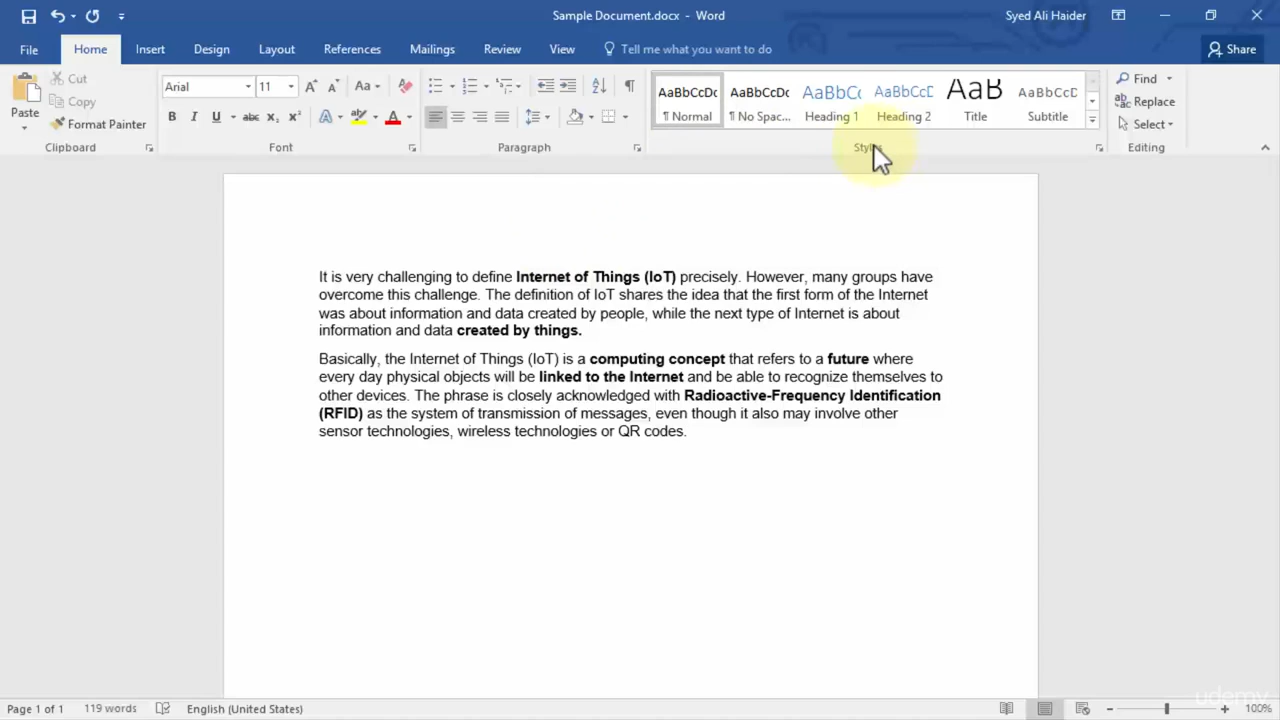 Sample Document.docx - Word
Syed Ali Haider
File Home Insert Design Layout References Mailings Review View Tell me what you want to do Share
Paste
Cut
Copy
Format Painter
Clipboard
Arial 11
Aa
B I U abc x₂ x² A aby A
Font
Paragraph
AaBbCcDc AaBbCcDc AaBbCc AaBbCcD AaB AaBbCcD
¶ Normal ¶ No Spac... Heading 1 Heading 2 Title Subtitle
Styles
Find
Replace
Select
Editing
It is very challenging to define Internet of Things (IoT) precisely. However, many groups have
overcome this challenge. The definition of IoT shares the idea that the first form of the Internet
was about information and data created by people, while the next type of Internet is about
information and data created by things.
Basically, the Internet of Things (IoT) is a computing concept that refers to a future where
every day physical objects will be linked to the Internet and be able to recognize themselves to
other devices. The phrase is closely acknowledged with Radioactive-Frequency Identification
(RFID) as the system of transmission of messages, even though it also may involve other
sensor technologies, wireless technologies or QR codes.
udemy
Page 1 of 1 119 words English (United States) 100%